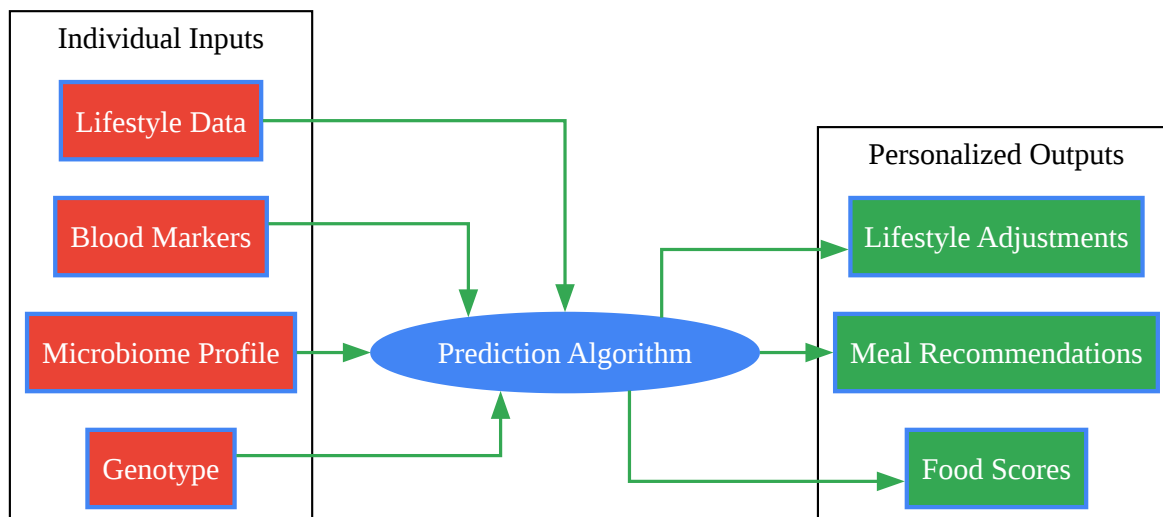 Individual Inputs
Lifestyle Data
Blood Markers
Microbiome Profile
Genotype
Prediction Algorithm
Personalized Outputs
Lifestyle Adjustments
Meal Recommendations
Food Scores